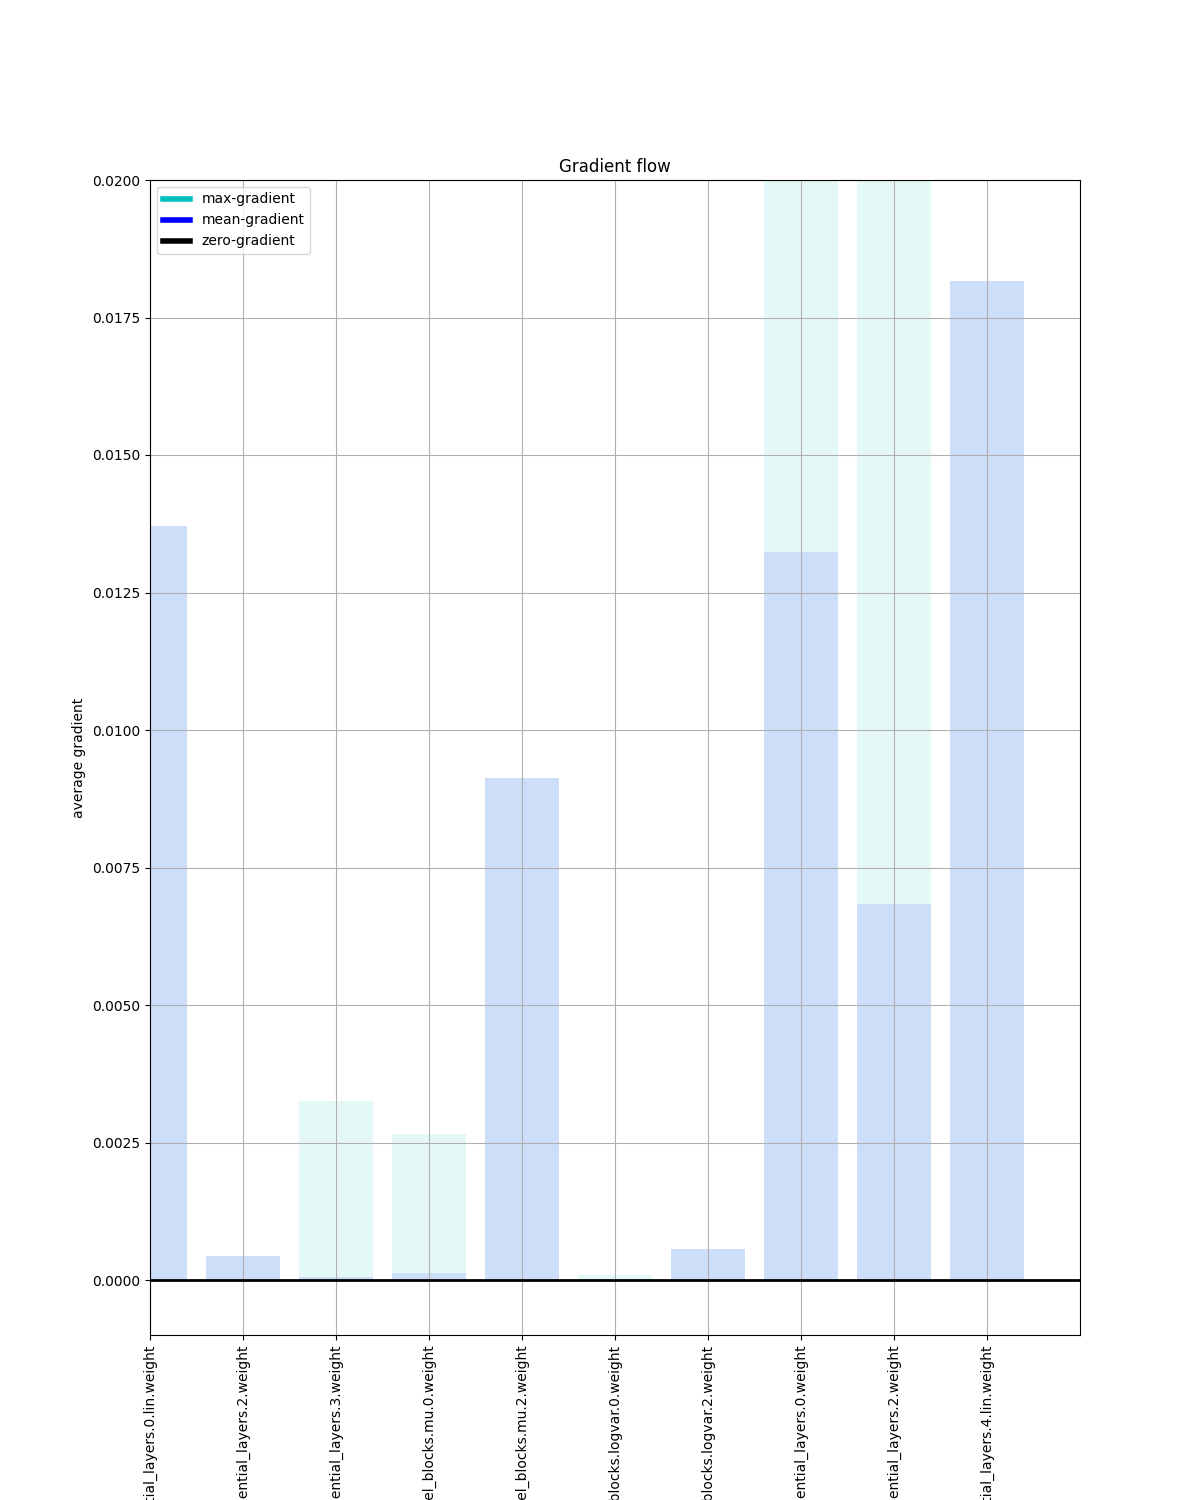 Gradient flow
max-gradient
mean-gradient
zero-gradient
0.0200
0.0175
0.0150
0.0125
0.0100
0.0075
0.0050
0.0025
0.0000
average gradient
tial_layers.0.lin.weight
ential_layers.2.weight
ential_layers.3.weight
el_blocks.mu.0.weight
el_blocks.mu.2.weight
blocks.logvar.0.weight
blocks.logvar.2.weight
ential_layers.0.weight
ential_layers.2.weight
tial_layers.4.lin.weight